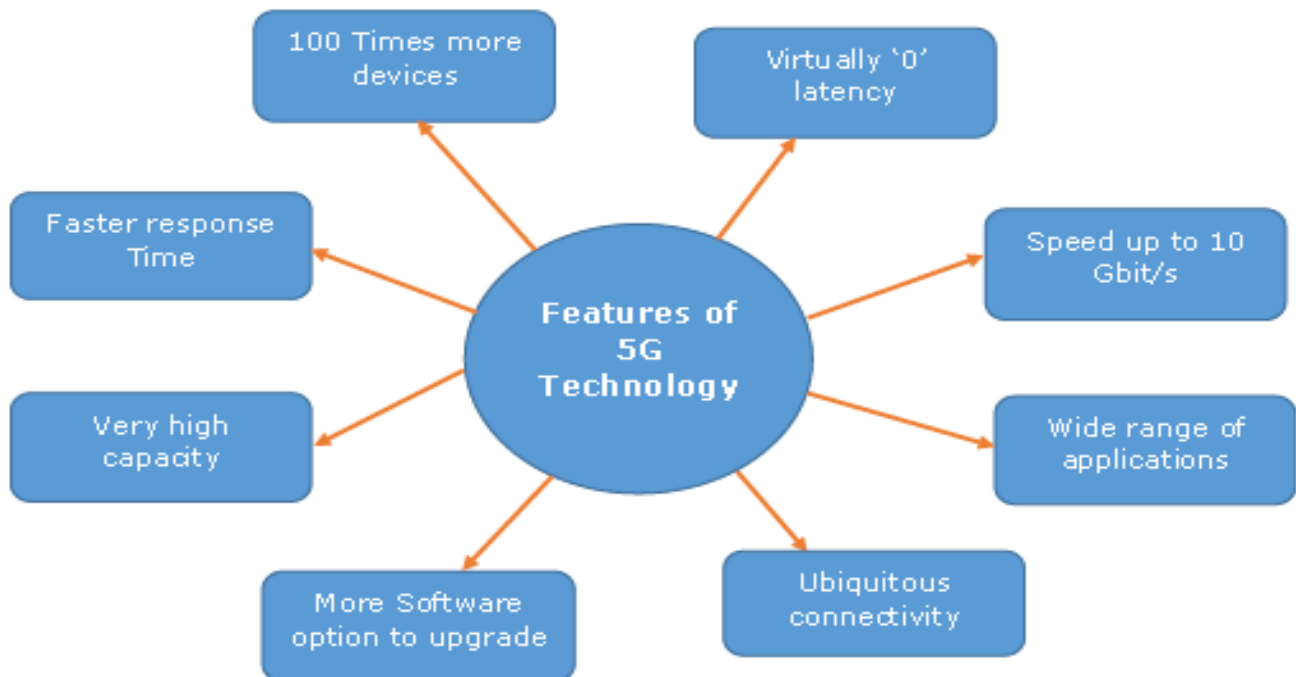 100 Times more
devices
Virtually ‘0’
latency
Faster response
Time
Speed up to 10
Gbit/s
Features of
5G
Technology
Very high
capacity
Wide range of
applications
More Software
option to upgrade
Ubiquitous
connectivity